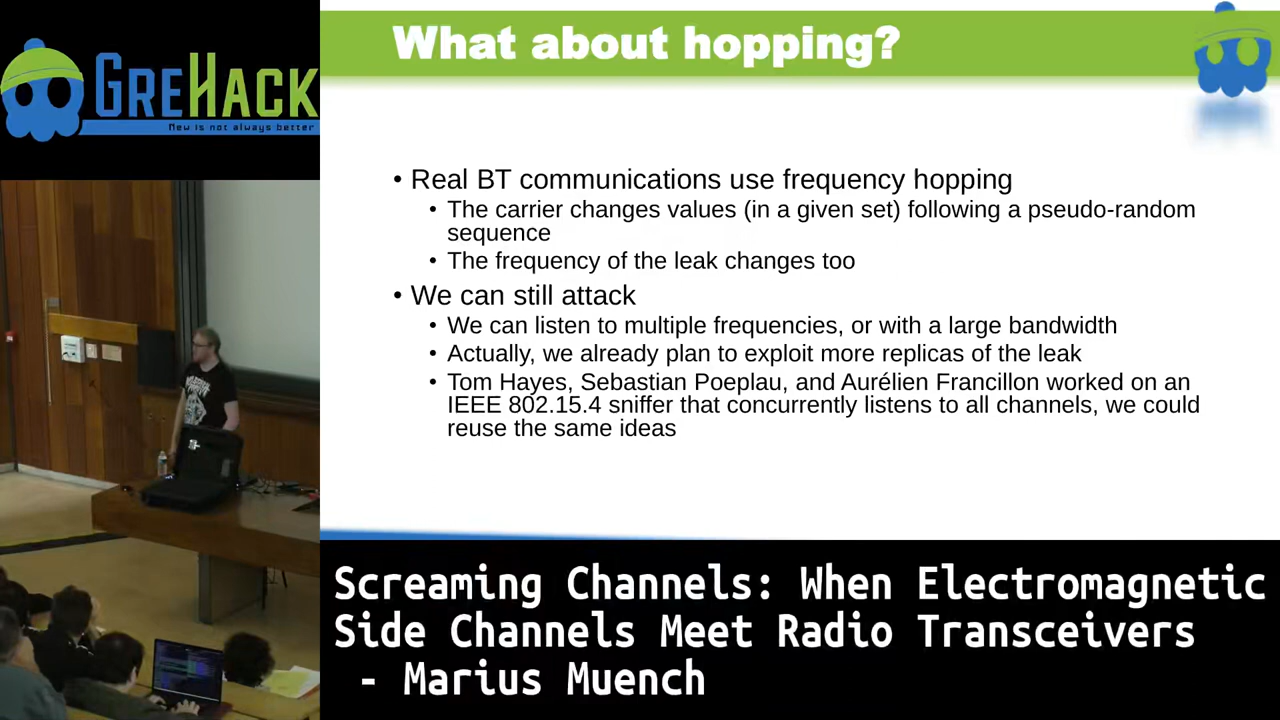 GREHACK
New is not always better
What about hopping?
• Real BT communications use frequency hopping
• The carrier changes values (in a given set) following a pseudo-random
sequence
• The frequency of the leak changes too
• We can still attack
• We can listen to multiple frequencies, or with a large bandwidth
• Actually, we already plan to exploit more replicas of the leak
• Tom Hayes, Sebastian Poeplau, and Aurélien Francillon worked on an
IEEE 802.15.4 sniffer that concurrently listens to all channels, we could
reuse the same ideas
Screaming Channels: When Electromagnetic
Side Channels Meet Radio Transceivers
- Marius Muench